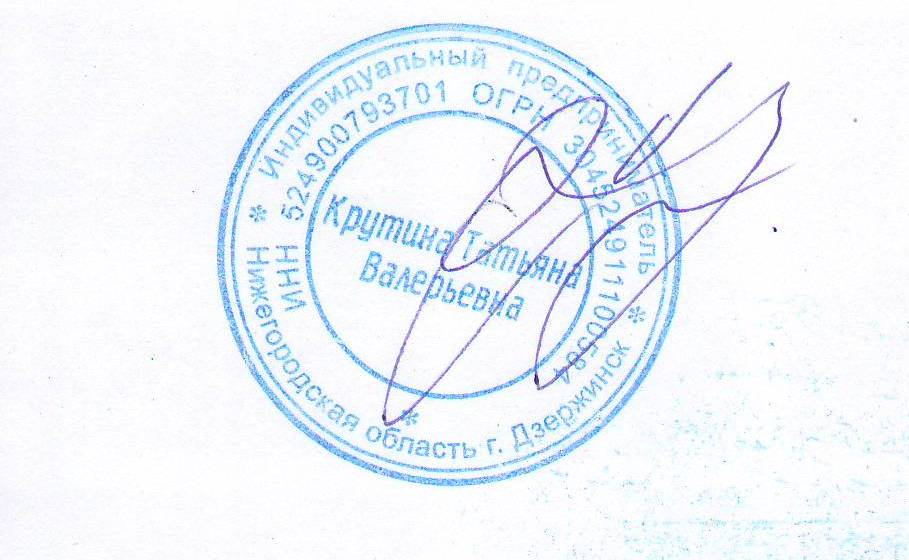 * Индивидуальный предприниматель *
Нижегородская область г. Дзержинск
ИНН 524900793701 ОГРН 304524911100584 *
Крутина Татьяна
Валерьевна